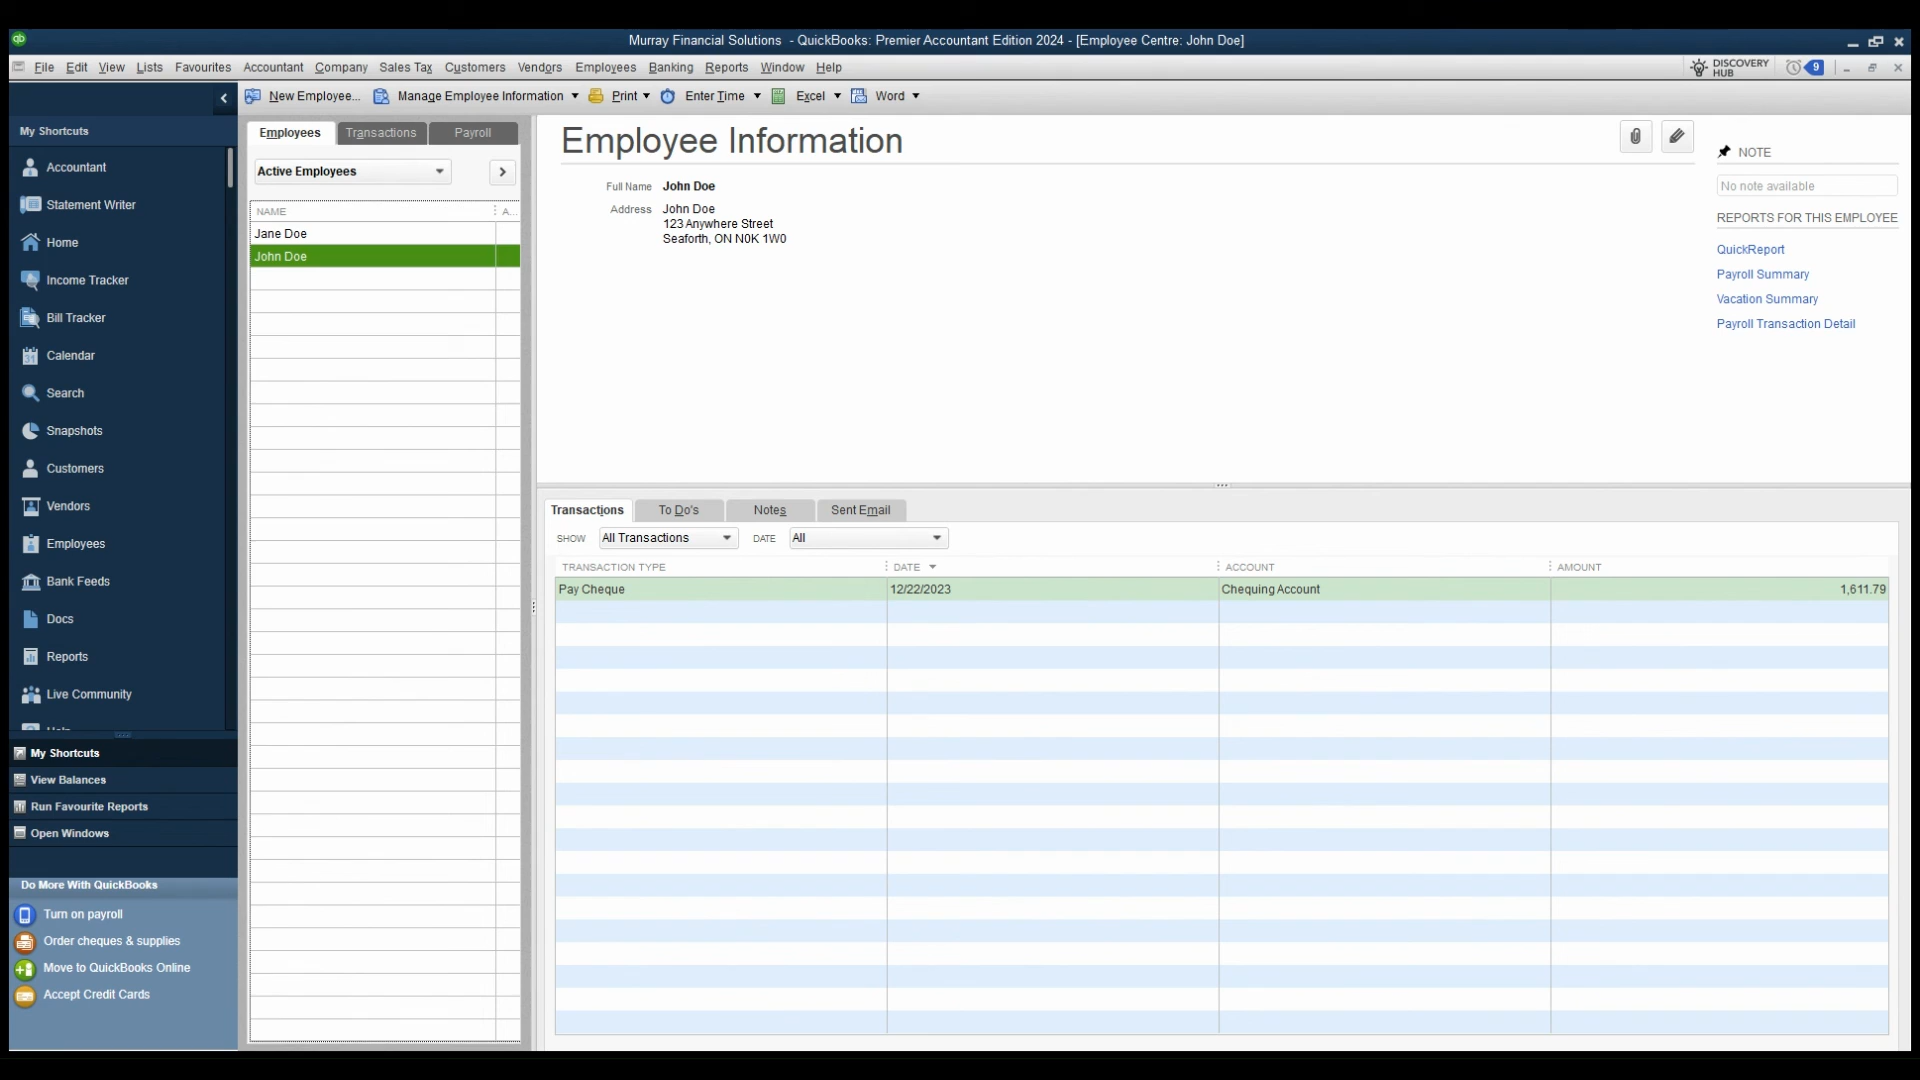 qb
Murray Financial Solutions - QuickBooks: Premier Accountant Edition 2024 - [Employee Centre: John Doe]
File Edit View Lists Favourites Accountant Company Sales Tax Customers Vendors Employees Banking Reports Window Help
DISCOVERY HUB
9
New Employee... Manage Employee Information Print Enter Time Excel Word
My Shortcuts
Accountant
Statement Writer
Home
Income Tracker
Bill Tracker
31
Calendar
Search
Snapshots
Customers
Vendors
Employees
Bank Feeds
Docs
Reports
Live Community
My Shortcuts
View Balances
Run Favourite Reports
Open Windows
Do More With QuickBooks
Turn on payroll
Order cheques & supplies
Move to QuickBooks Online
Accept Credit Cards
Employees Transactions Payroll
Active Employees
NAME A...
Jane Doe
John Doe
Employee Information
Full Name John Doe
Address John Doe
123 Anywhere Street
Seaforth, ON N0K 1W0
NOTE
No note available
REPORTS FOR THIS EMPLOYEE
QuickReport
Payroll Summary
Vacation Summary
Payroll Transaction Detail
Transactions To Do's Notes Sent Email
SHOW All Transactions DATE All
TRANSACTION TYPE DATE ACCOUNT AMOUNT
Pay Cheque 12/22/2023 Chequing Account 1,611.79